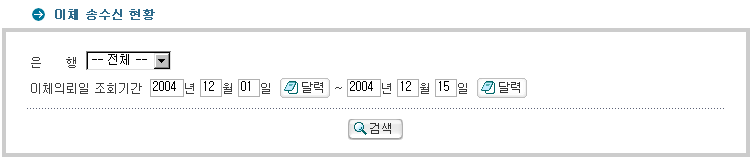 이체 송수신 현황
은 행 -- 전체 --
이체의뢰일 조회기간 2004 년 12 월 01 일 달력 ~ 2004 년 12 월 15 일 달력
검색